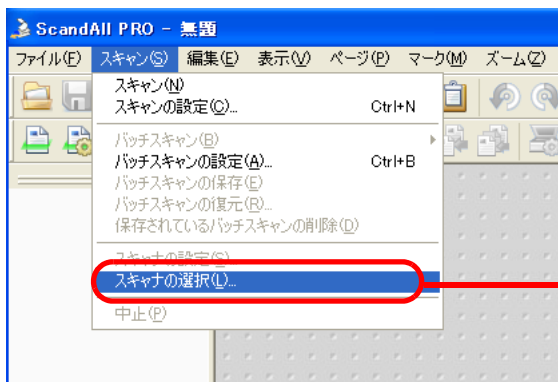 ScandAll PRO - 無題
ファイル(F) スキャン(S) 編集(E) 表示(V) ページ(P) マーク(M) ズーム(Z)
スキャン(N)
スキャンの設定(C)... Ctrl+N
バッチスキャン(B)
バッチスキャンの設定(A)... Ctrl+B
バッチスキャンの保存(E)
バッチスキャンの復元(R)...
保存されているバッチスキャンの削除(D)
スキャナの設定(S)...
スキャナの選択(L)...
中止(P)